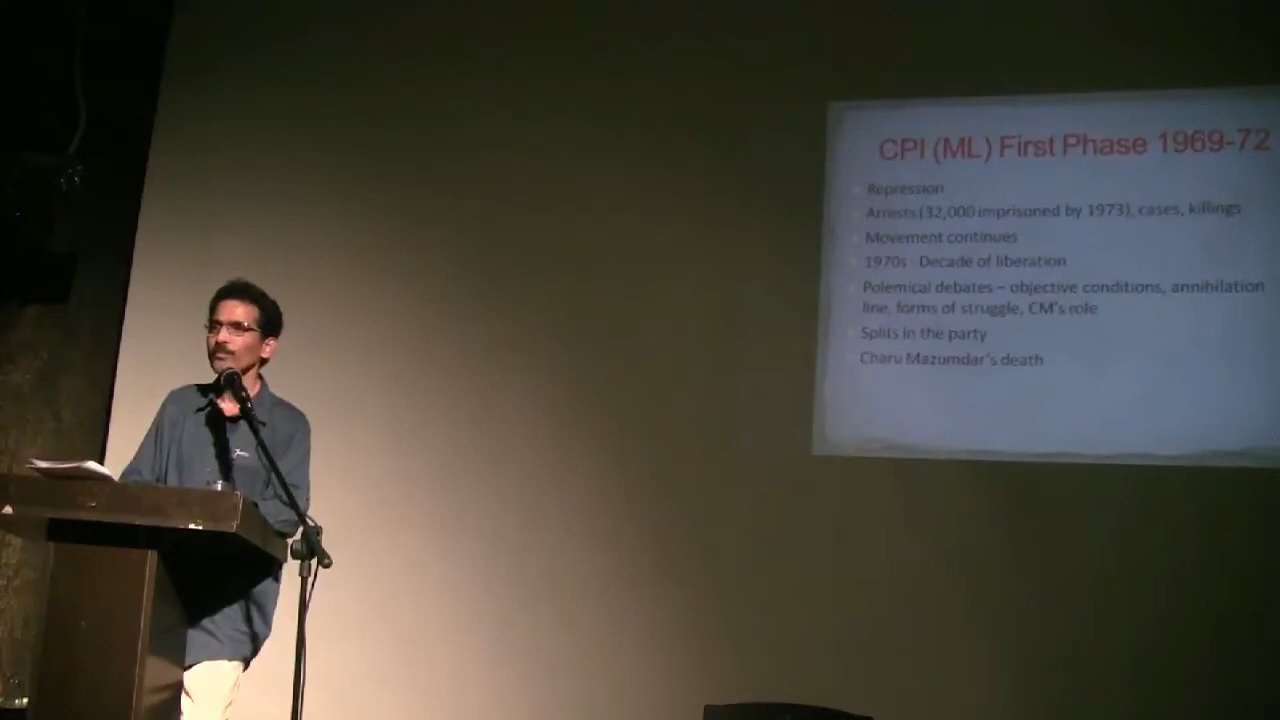 CPI (ML) First Phase 1969-72
Repression
Arrests (32,000 imprisoned by 1973), cases, killings
Movement continues
1970s Decade of liberation
Polemical debates – objective conditions, annihilation
line, forms of struggle, CM's role
Splits in the party
Charu Mazumdar's death